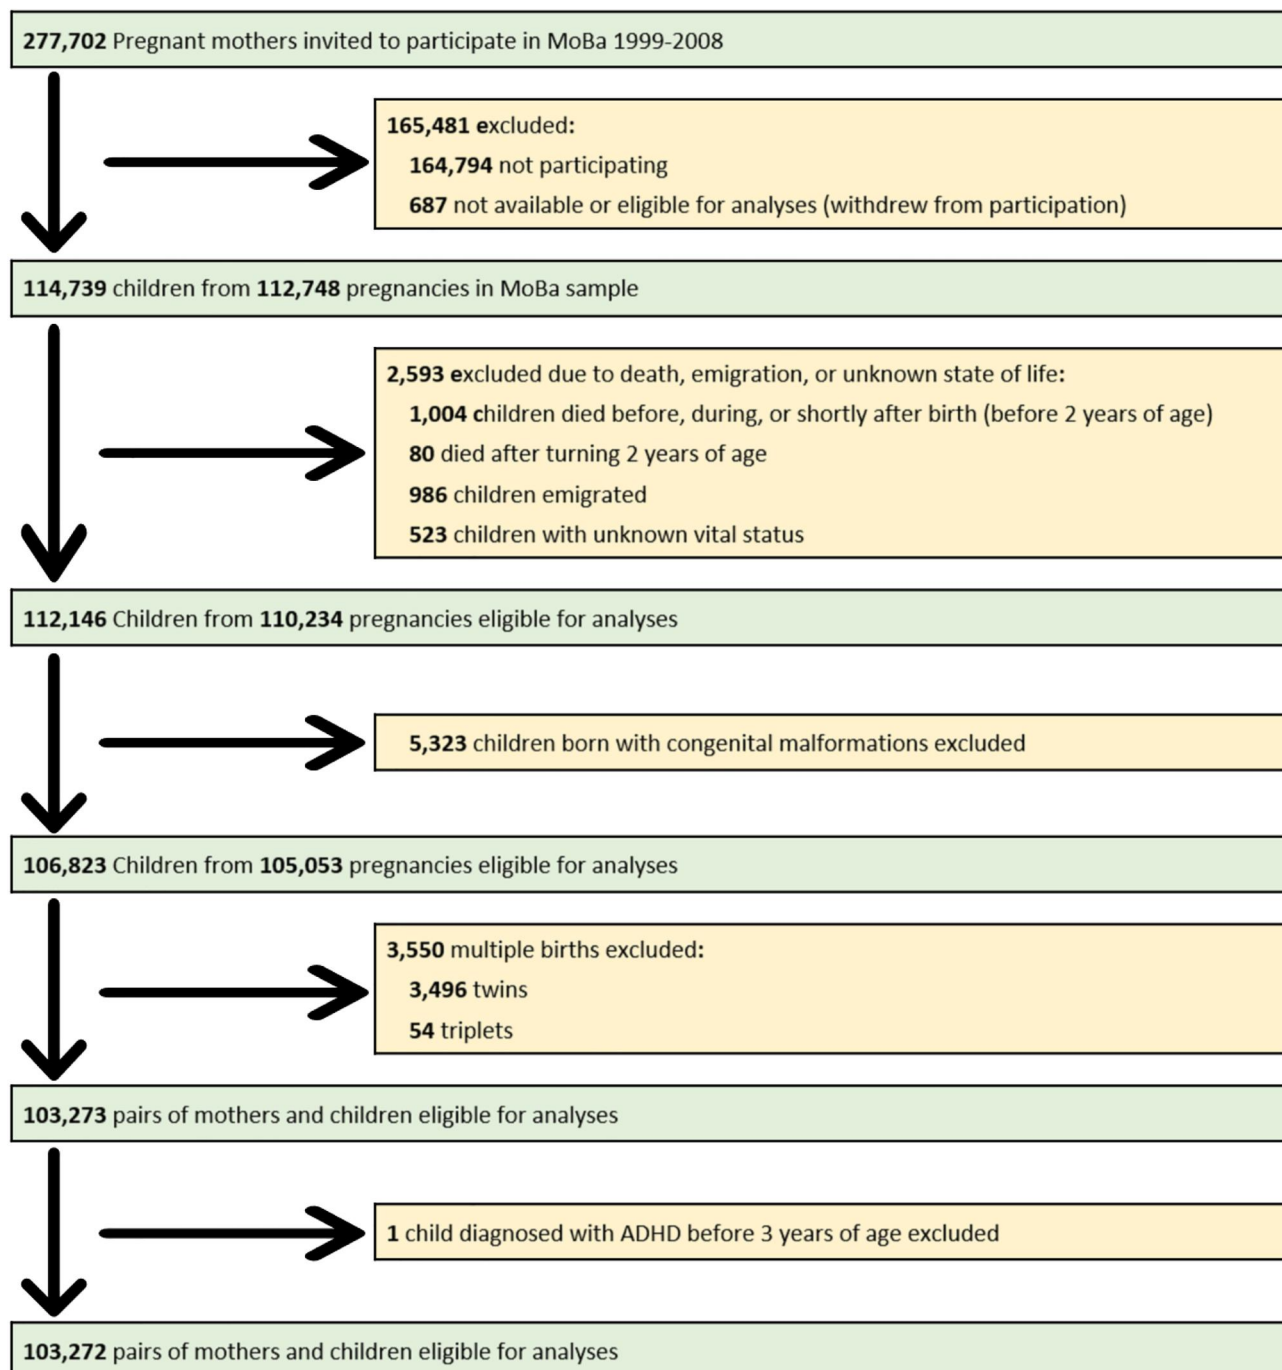 277,702 Pregnant mothers invited to participate in MoBa 1999-2008
165,481 excluded:
164,794 not participating
687 not available or eligible for analyses (withdrew from participation)
114,739 children from 112,748 pregnancies in MoBa sample
2,593 excluded due to death, emigration, or unknown state of life:
1,004 children died before, during, or shortly after birth (before 2 years of age)
80 died after turning 2 years of age
986 children emigrated
523 children with unknown vital status
112,146 Children from 110,234 pregnancies eligible for analyses
5,323 children born with congenital malformations excluded
106,823 Children from 105,053 pregnancies eligible for analyses
3,550 multiple births excluded:
3,496 twins
54 triplets
103,273 pairs of mothers and children eligible for analyses
1 child diagnosed with ADHD before 3 years of age excluded
103,272 pairs of mothers and children eligible for analyses